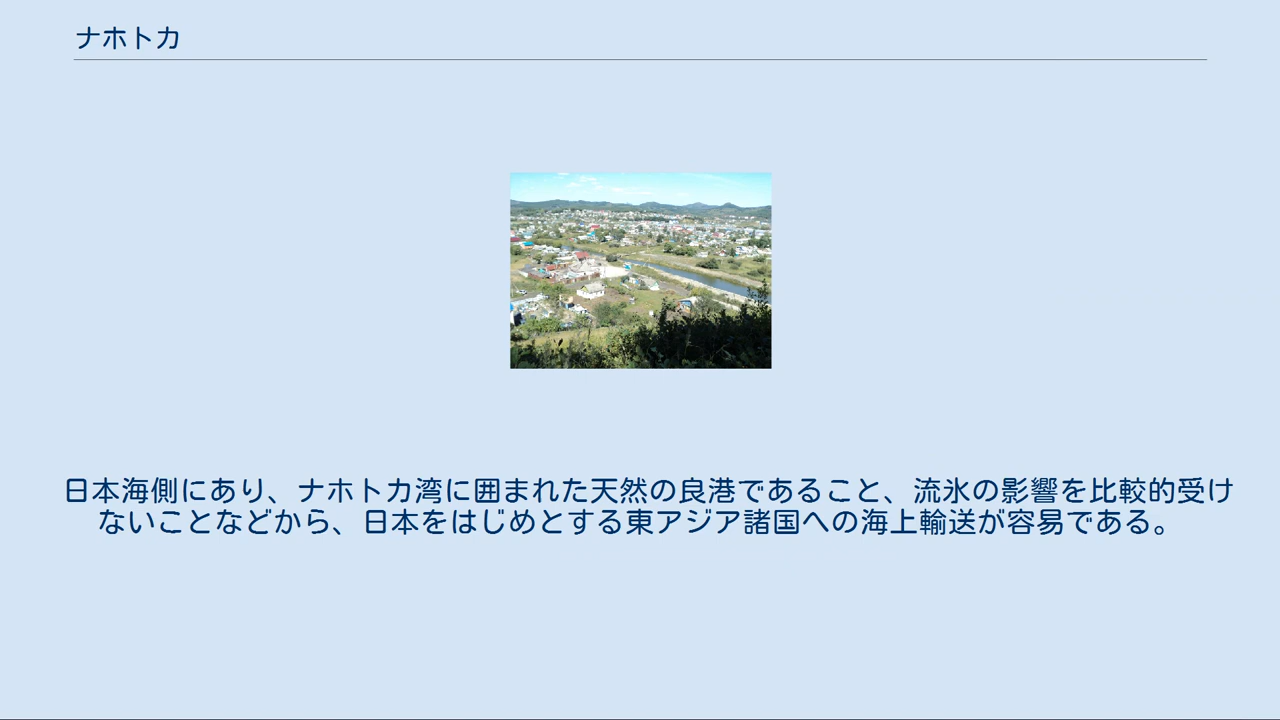 ナホトカ
日本海側にあり、ナホトカ湾に囲まれた天然の良港であること、流氷の影響を比較的受け
ないことなどから、日本をはじめとする東アジア諸国への海上輸送が容易である。